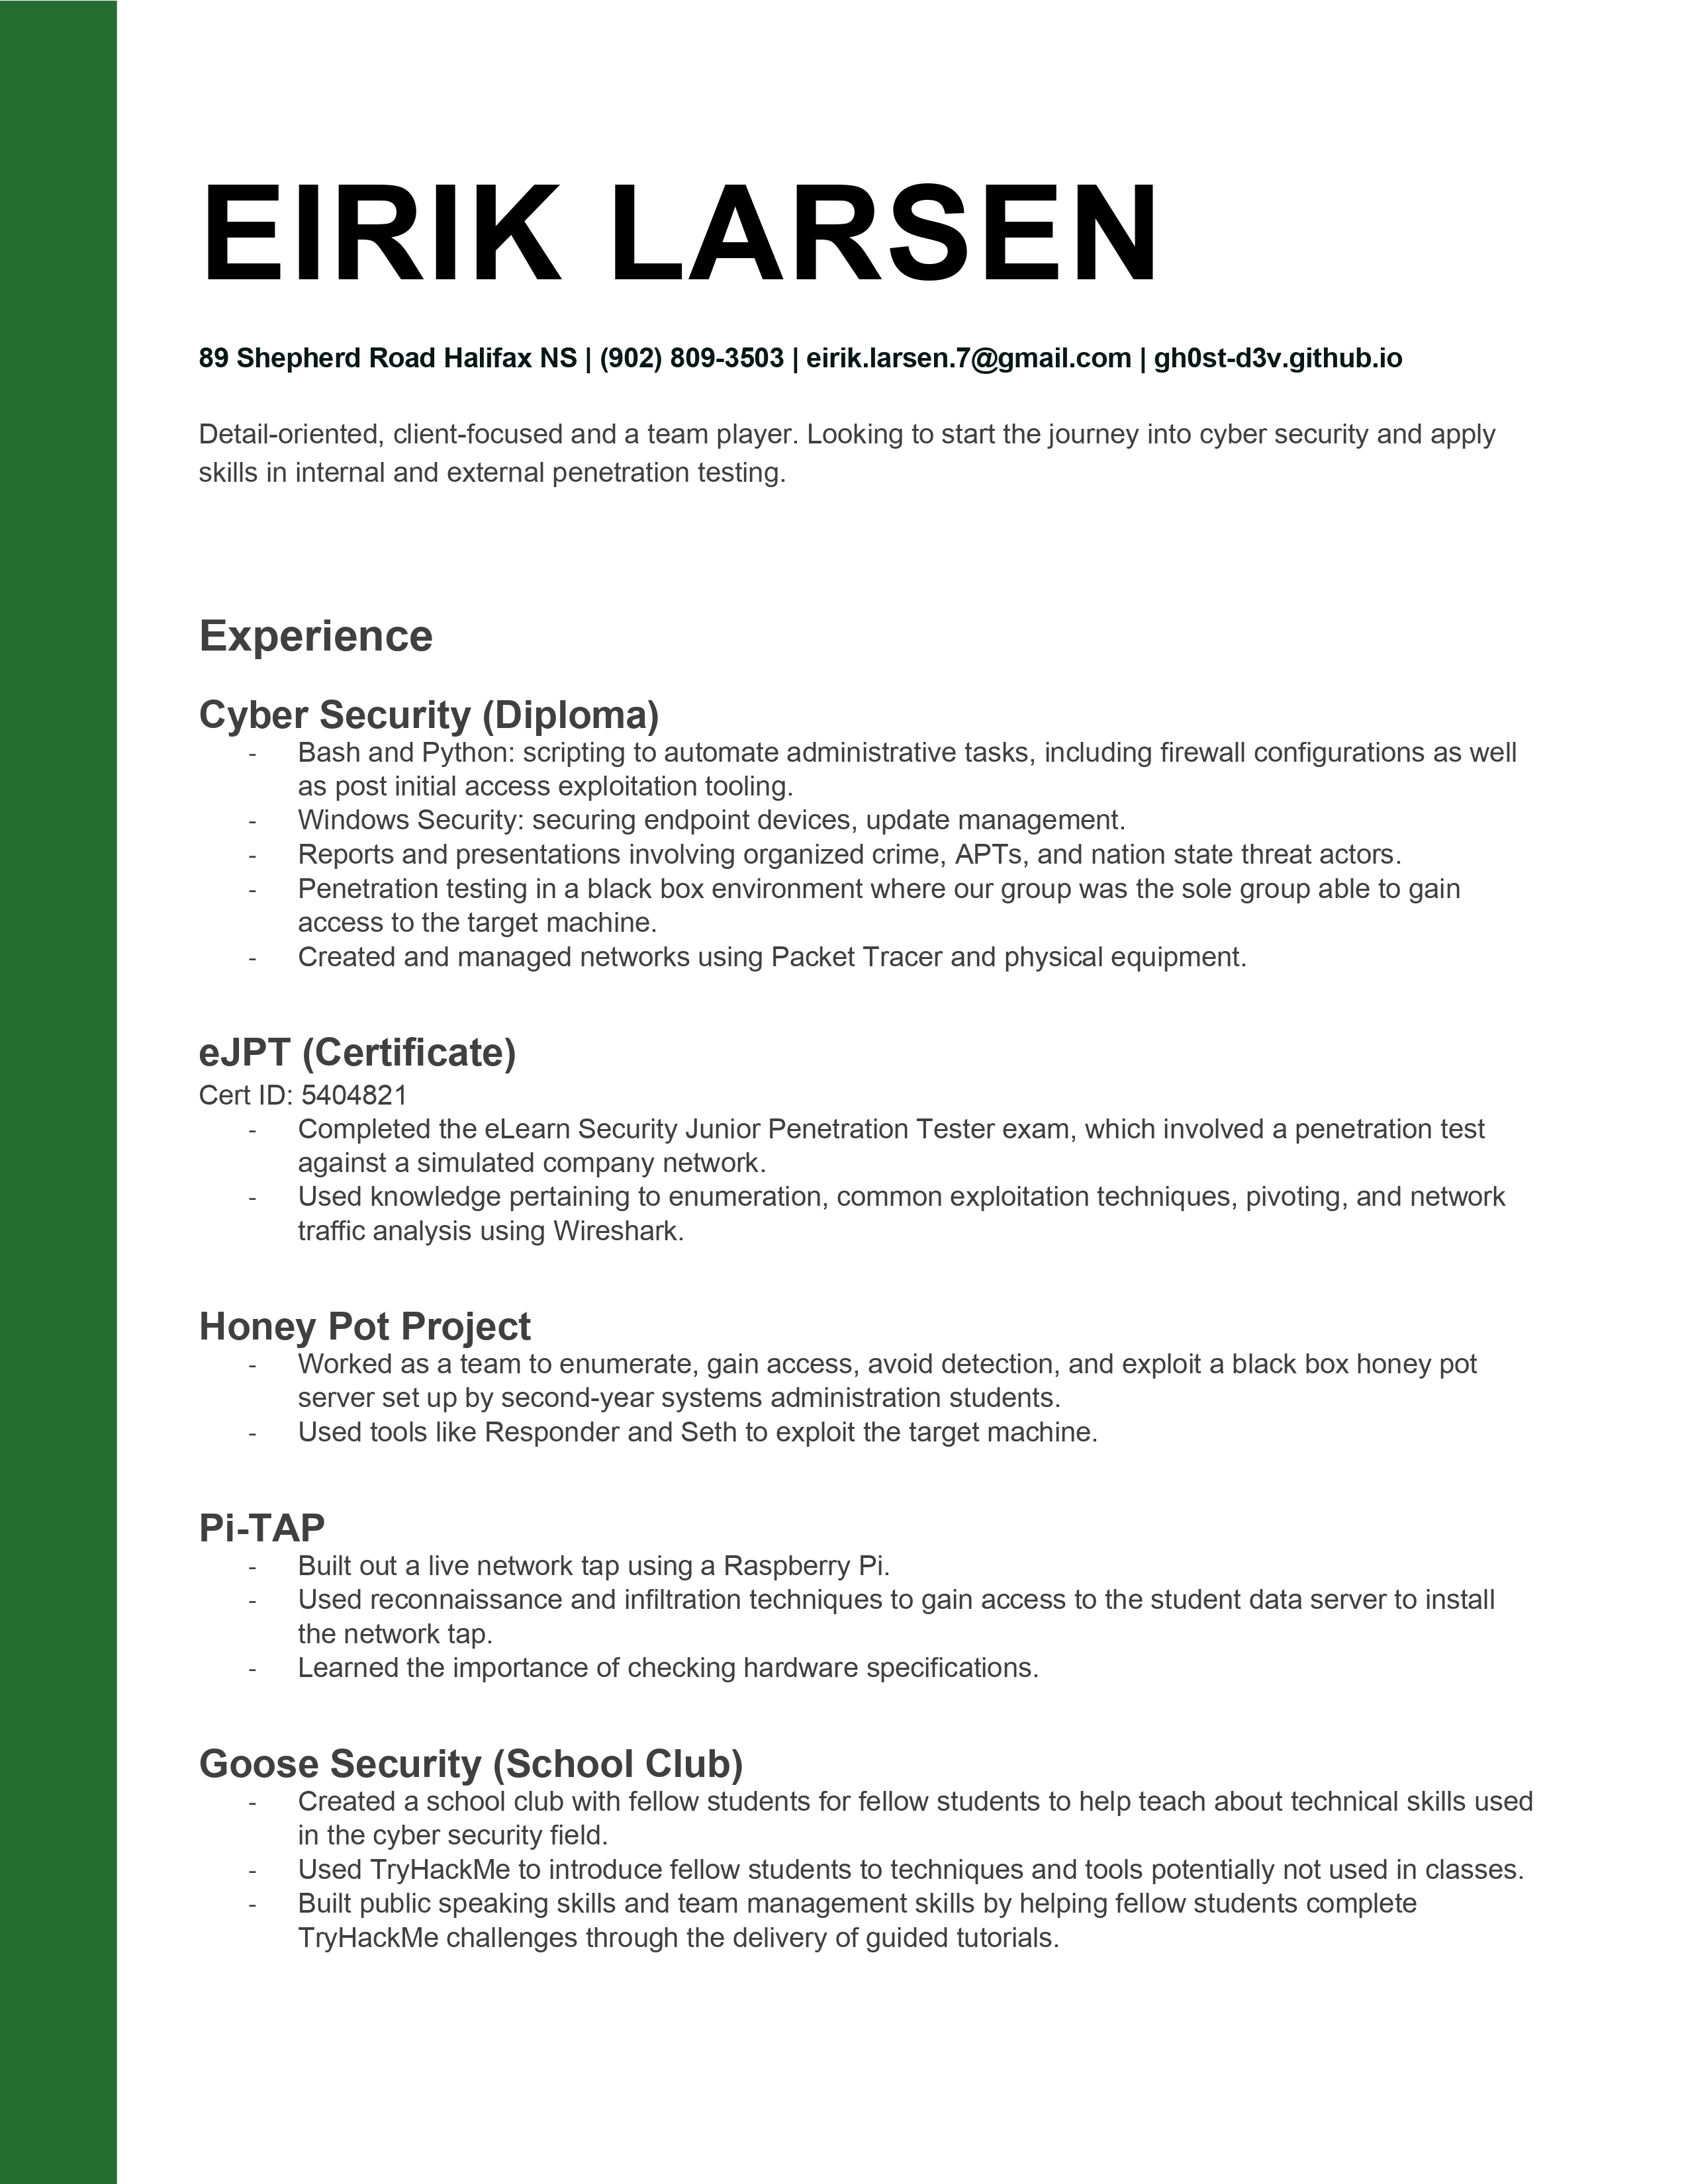 EIRIK LARSEN
89 Shepherd Road Halifax NS | (902) 809-3503 | eirik.larsen.7@gmail.com | gh0st-d3v.github.io
Detail-oriented, client-focused and a team player. Looking to start the journey into cyber security and apply
skills in internal and external penetration testing.
Experience
Cyber Security (Diploma)
- Bash and Python: scripting to automate administrative tasks, including firewall configurations as well
as post initial access exploitation tooling.
- Windows Security: securing endpoint devices, update management.
- Reports and presentations involving organized crime, APTs, and nation state threat actors.
- Penetration testing in a black box environment where our group was the sole group able to gain
access to the target machine.
- Created and managed networks using Packet Tracer and physical equipment.
eJPT (Certificate)
Cert ID: 5404821
- Completed the eLearn Security Junior Penetration Tester exam, which involved a penetration test
against a simulated company network.
- Used knowledge pertaining to enumeration, common exploitation techniques, pivoting, and network
traffic analysis using Wireshark.
Honey Pot Project
- Worked as a team to enumerate, gain access, avoid detection, and exploit a black box honey pot
server set up by second-year systems administration students.
- Used tools like Responder and Seth to exploit the target machine.
Pi-TAP
- Built out a live network tap using a Raspberry Pi.
- Used reconnaissance and infiltration techniques to gain access to the student data server to install
the network tap.
- Learned the importance of checking hardware specifications.
Goose Security (School Club)
- Created a school club with fellow students for fellow students to help teach about technical skills used
in the cyber security field.
- Used TryHackMe to introduce fellow students to techniques and tools potentially not used in classes.
- Built public speaking skills and team management skills by helping fellow students complete
TryHackMe challenges through the delivery of guided tutorials.